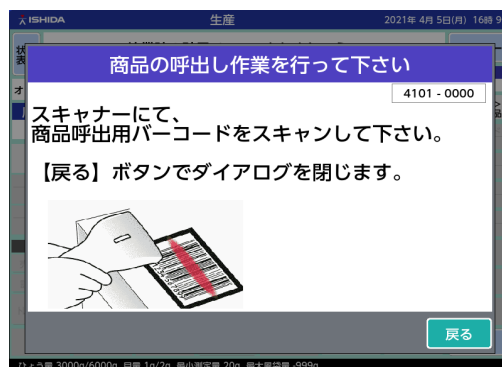 ISHIDA 生産 2021年 4月 5日(月) 16時
商品の呼出し作業を行って下さい
4101 - 0000
スキャナーにて、
商品呼出用バーコードをスキャンして下さい。
【戻る】ボタンでダイアログを閉じます。
戻る
ひょう量 3000g/6000g 目量 1g/2g 最小測定量 20g 最大風袋量 -999g